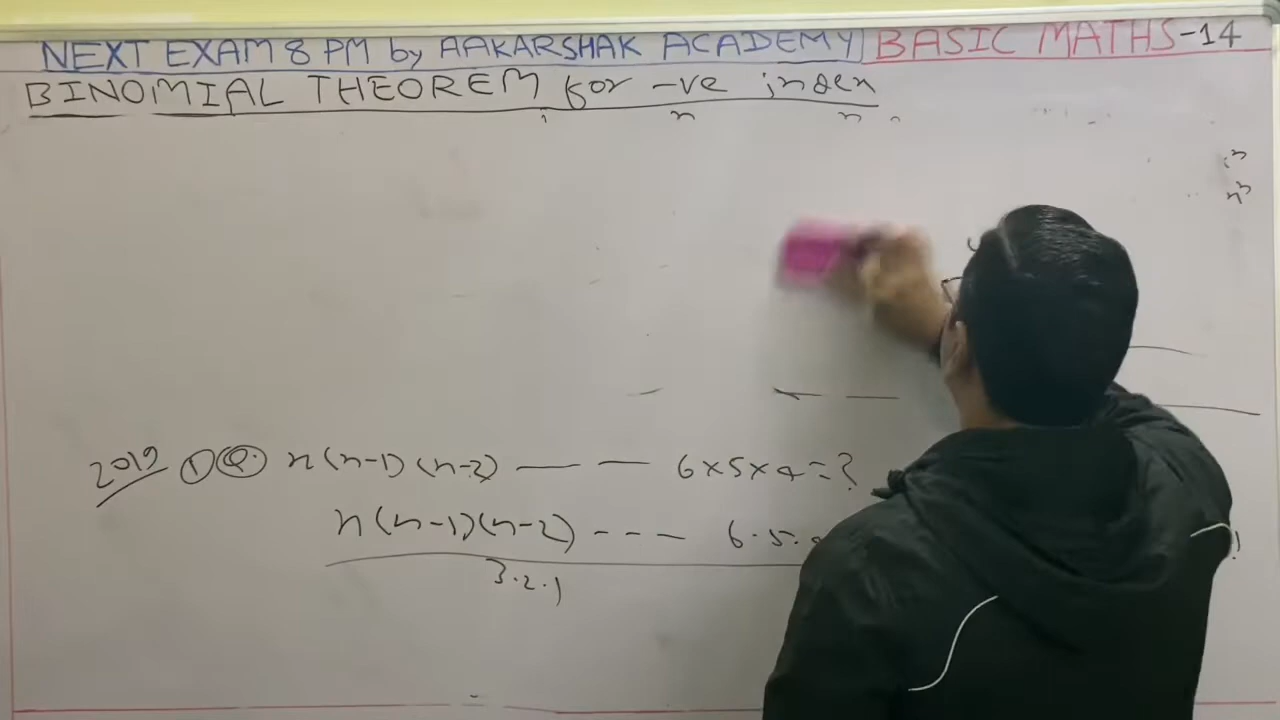 NEXT EXAM 8 PM by AAKARSHAK ACADEMY BASIC MATHS-14
BINOMIAL THEOREM for -ve index
n n
2019 ① Q. n(n-1)(n-2) — — 6×5×4=?
n(n-1)(n-2) --- 6.5.
3.2.1